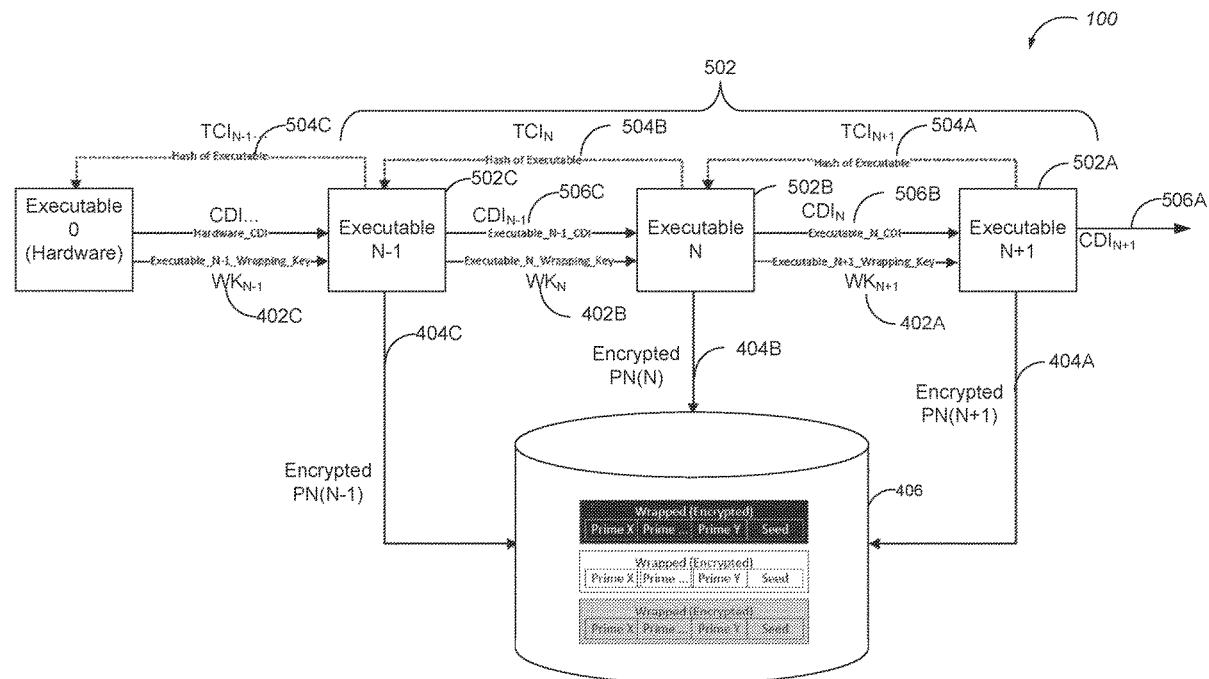 100
502
TCIN-1...
504C
TCIN
504B
TCIN+1
504A
Hash of Executable
Hash of Executable
Hash of Executable
502C
502B
502A
Executable
0
(Hardware)
CDI...
Hardware_CDI
Executable_N-1_Wrapping_Key
WKN-1
402C
Executable
N-1
CDIN-1
506C
Executable_N-1_CDI
Executable_N_Wrapping_Key
WKN
402B
Executable
N
CDIN
506B
Executable_N_CDI
Executable_N+1_Wrapping_Key
WKN+1
402A
Executable
N+1
506A
CDIN+1
404C
Encrypted
PN(N)
404B
404A
Encrypted
PN(N+1)
Encrypted
PN(N-1)
406
Wrapped (Encrypted)
Prime X Prime ... Prime Y Seed
Wrapped (Encrypted)
Prime X Prime ... Prime Y Seed
Wrapped (Encrypted)
Prime X Prime ... Prime Y Seed